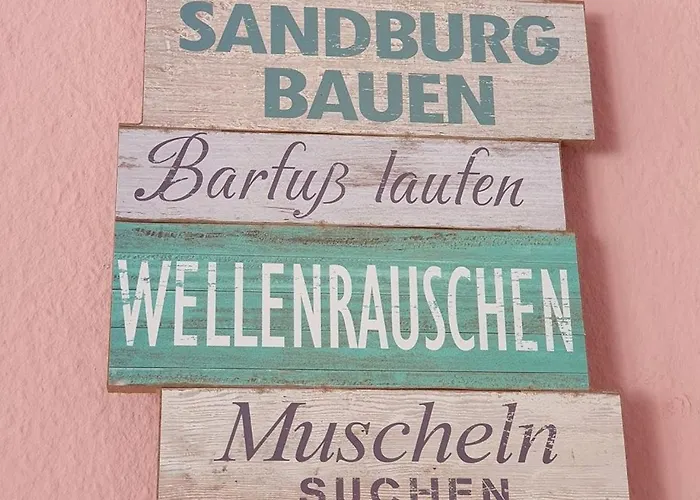 SANDBURG
BAUEN
Barfuß laufen
WELLENRAUSCHEN
Muscheln
SUCHEN